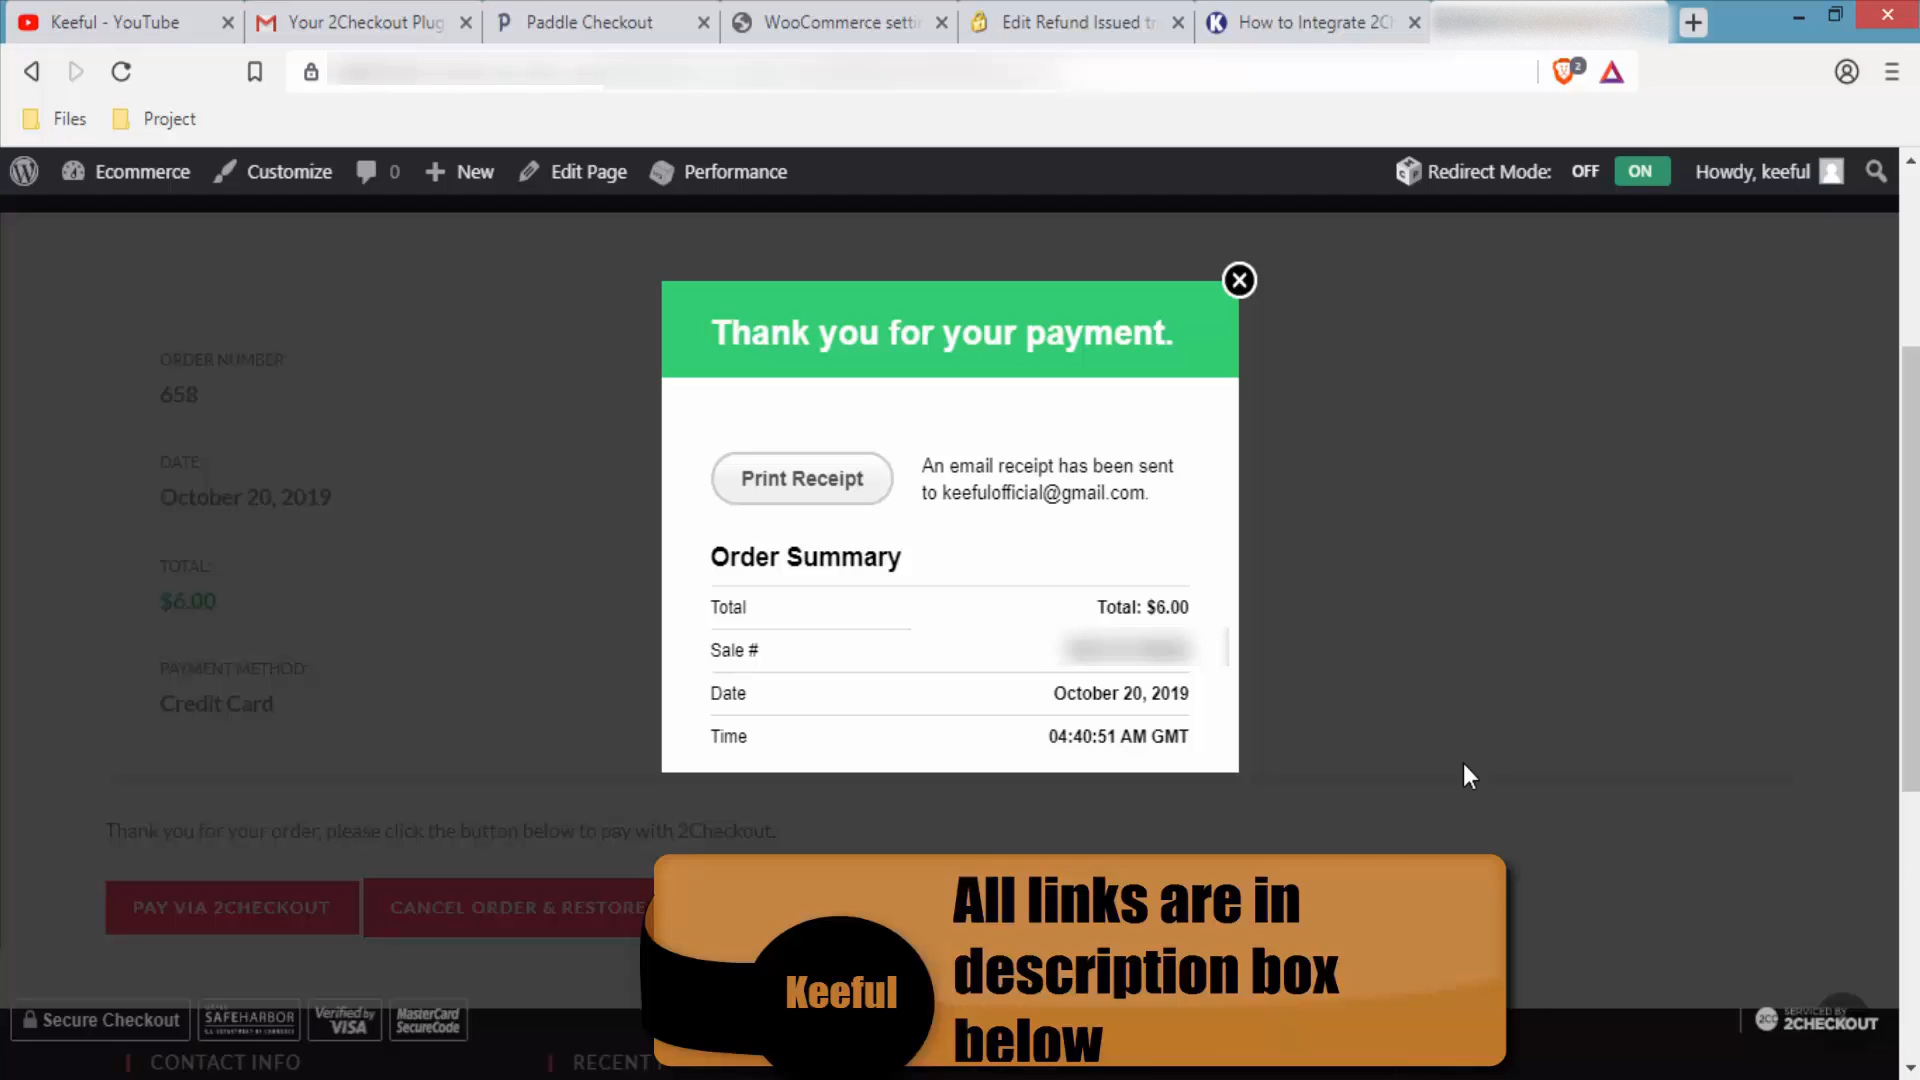 Keeful - YouTube
Your 2Checkout Plug
Paddle Checkout
WooCommerce setti
Edit Refund Issued tr
How to Integrate 2C
2
Files
Project
Ecommerce
Customize
0
New
Edit Page
Performance
Redirect Mode:
OFF
ON
Howdy, keeful
Thank you for your payment.
ORDER NUMBER:
658
DATE:
October 20, 2019
TOTAL:
$6.00
PAYMENT METHOD:
Credit Card
Print Receipt
An email receipt has been sent
to keefulofficial@gmail.com.
Order Summary
Total
Total: $6.00
Sale #
Date
October 20, 2019
Time
04:40:51 AM GMT
Thank you for your order, please click the button below to pay with 2Checkout.
PAY VIA 2CHECKOUT
CANCEL ORDER & RESTORE
All links are in
description box
below
Keeful
Secure Checkout
SAFEHARBOR
Verified by
VISA
MasterCard
SecureCode
SERVICED BY
2CHECKOUT
CONTACT INFO
RECENT